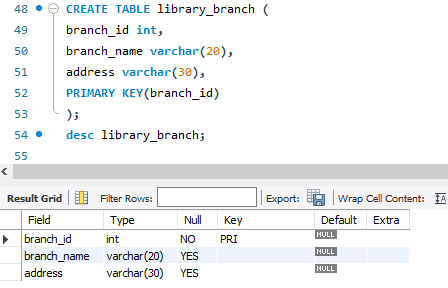 48 CREATE TABLE library_branch (
49 branch_id int,
50 branch_name varchar(20),
51 address varchar(30),
52 PRIMARY KEY(branch_id)
53 );
54 desc library_branch;
55
Result Grid Filter Rows: Export: Wrap Cell Content: IA
Field Type Null Key Default Extra
branch_id int NO PRI NULL
branch_name varchar(20) YES NULL
address varchar(30) YES NULL